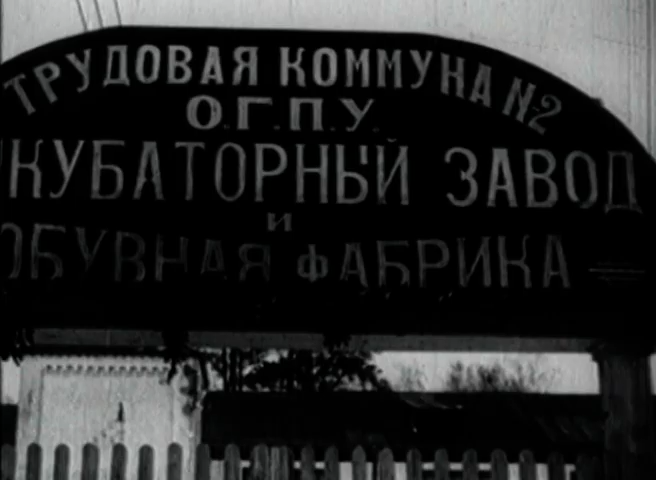 ТРУДОВАЯ КОММУНА №2
О.Г.П.У.
КУБАТОРНЫЙ ЗАВОД
и
ОБУВНАЯ ФАБРИКА